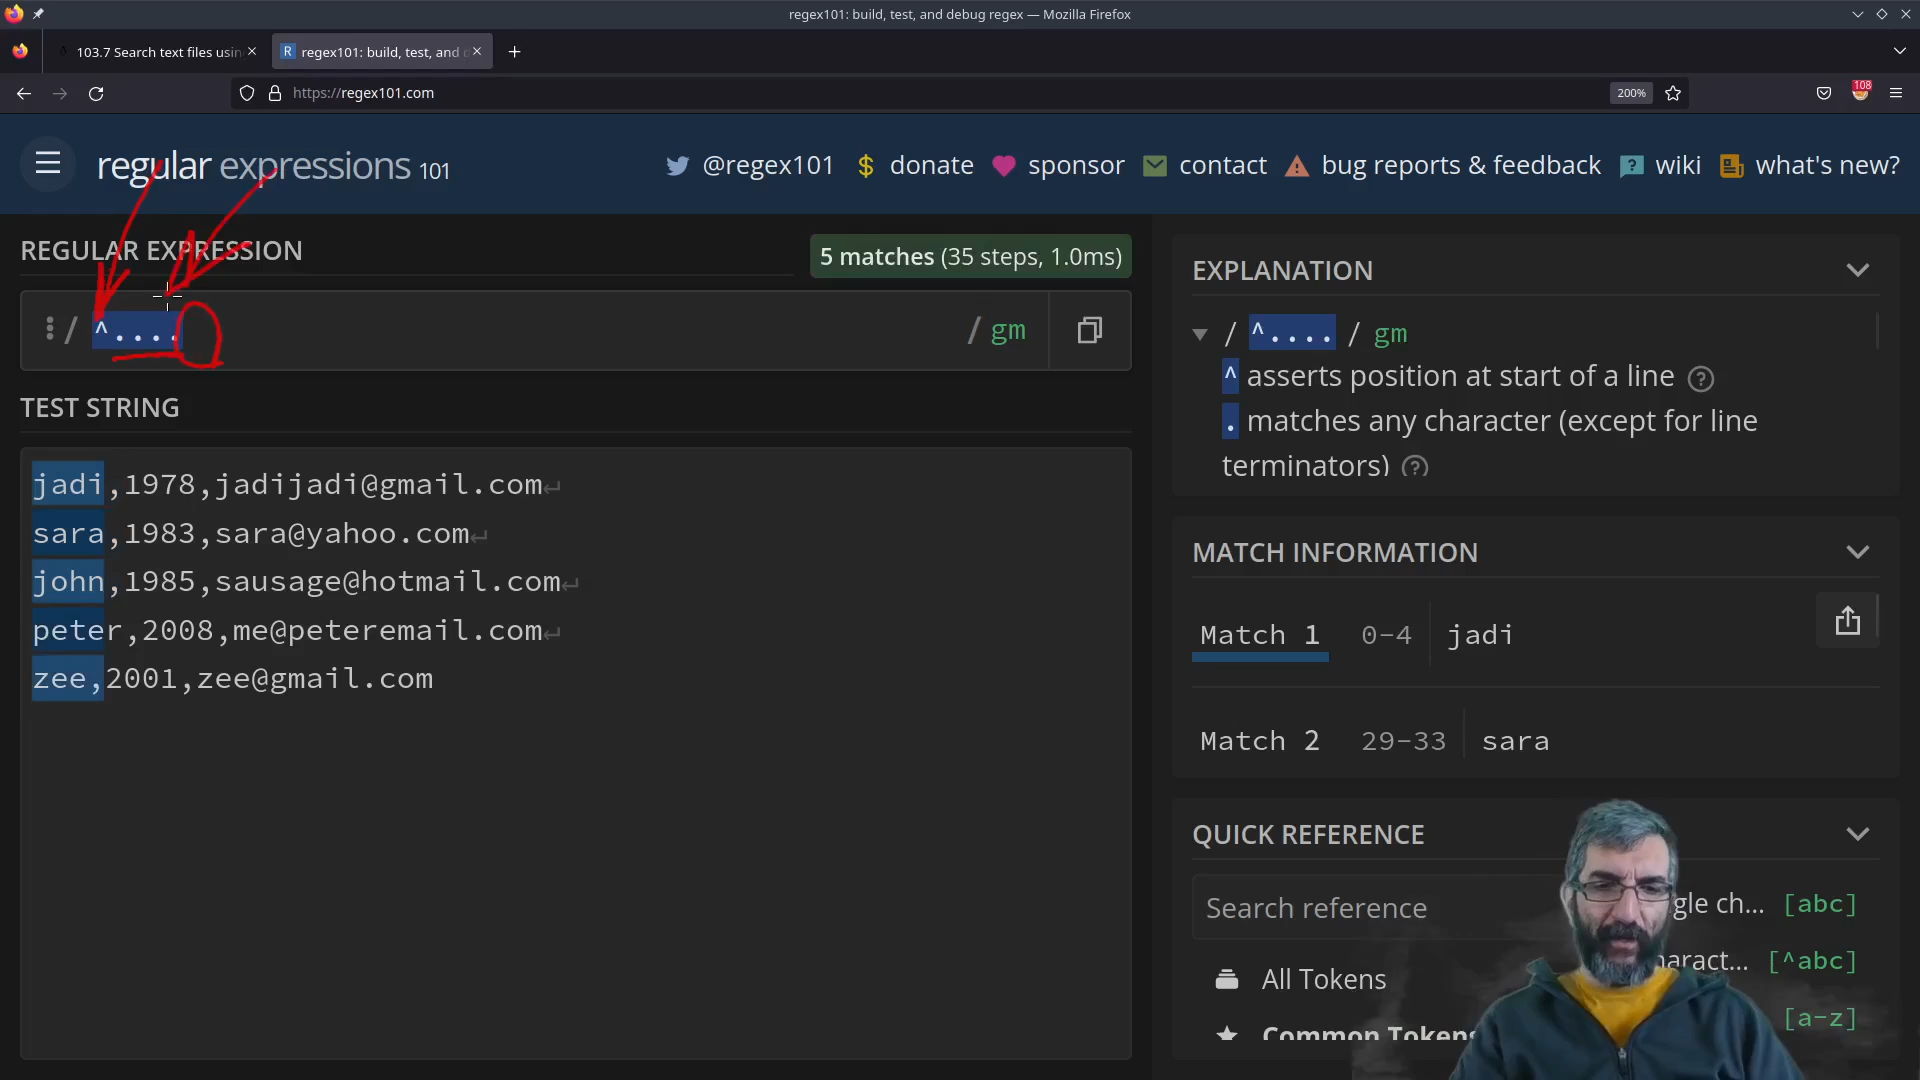 regex101: build, test, and debug regex — Mozilla Firefox
103.7 Search text files usin
regex101: build, test, and d
https://regex101.com
200%
108
regular expressions 101
@regex101 donate sponsor contact bug reports & feedback wiki what's new?
REGULAR EXPRESSION
5 matches (35 steps, 1.0ms)
/ ^.... / gm
TEST STRING
jadi,1978,jadijadi@gmail.com
sara,1983,sara@yahoo.com
john,1985,sausage@hotmail.com
peter,2008,me@peteremail.com
zee,2001,zee@gmail.com
EXPLANATION
/ ^.... / gm
^ asserts position at start of a line
. matches any character (except for line
terminators)
MATCH INFORMATION
Match 1 0-4 jadi
Match 2 29-33 sara
QUICK REFERENCE
Search reference
gle ch... [abc]
All Tokens
aract... [^abc]
Common Tokens
[a-z]